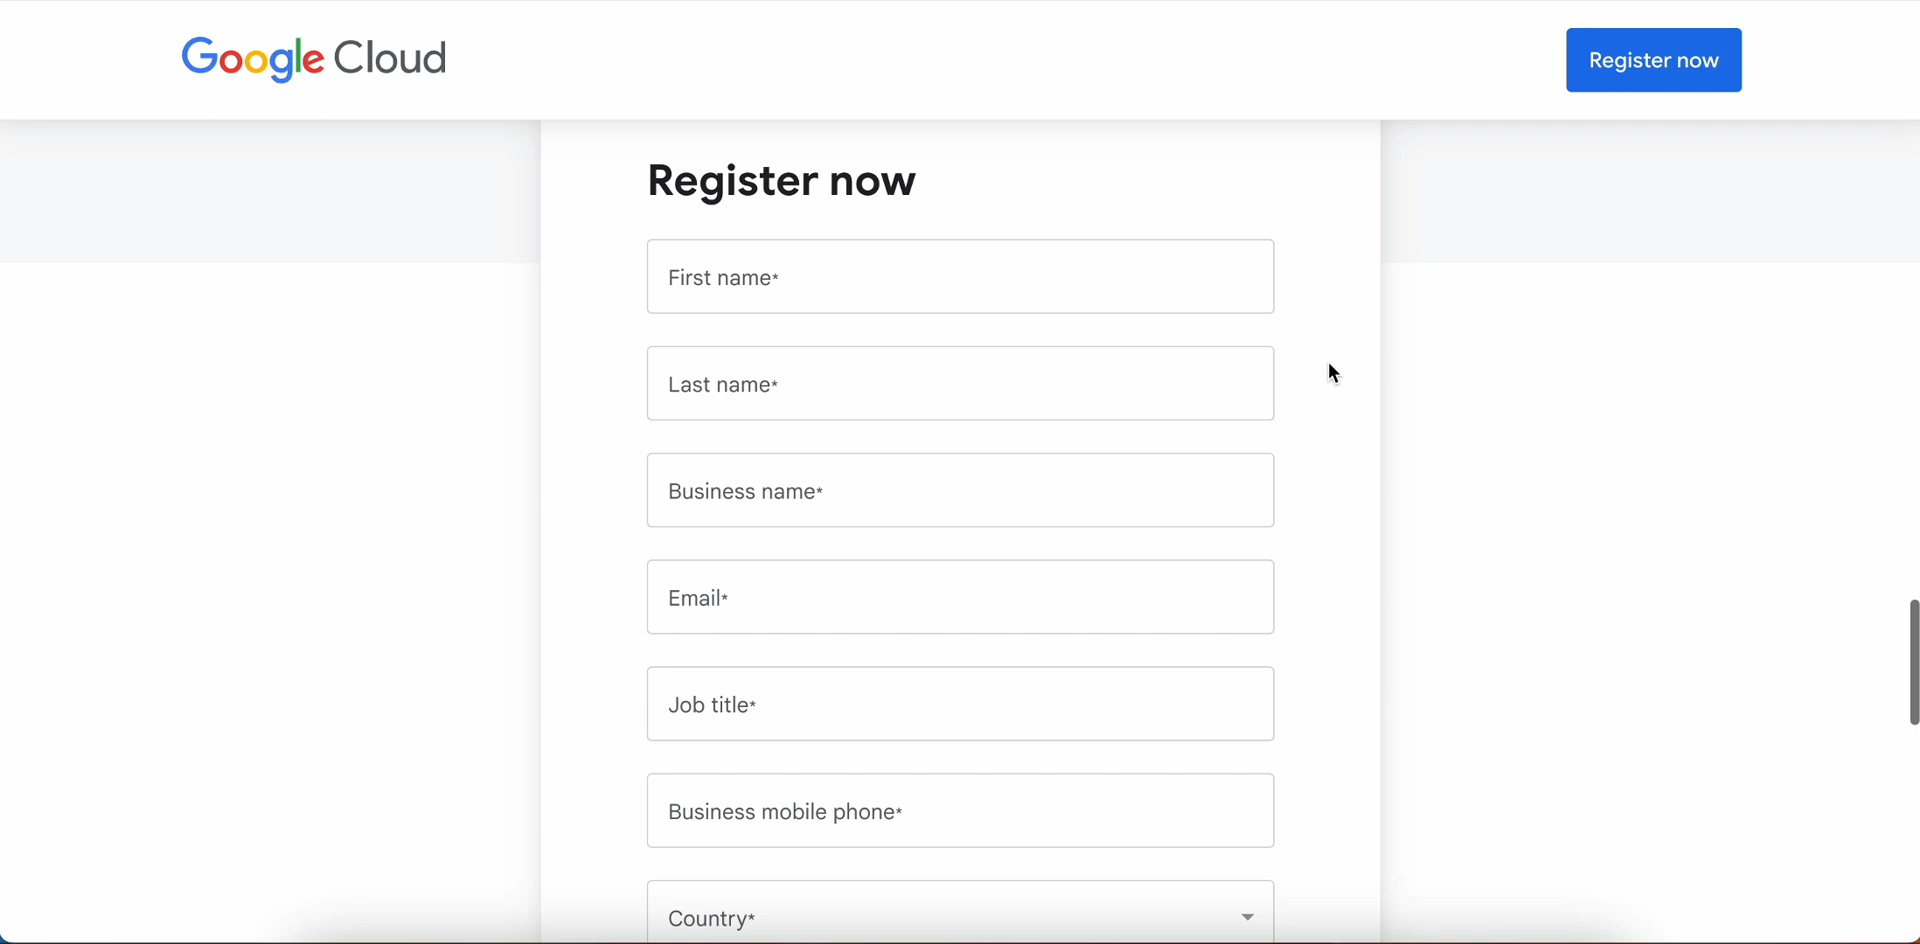 Google Cloud
Register now
Register now
First name*
Last name*
Business name*
Email*
Job title*
Business mobile phone*
Country*